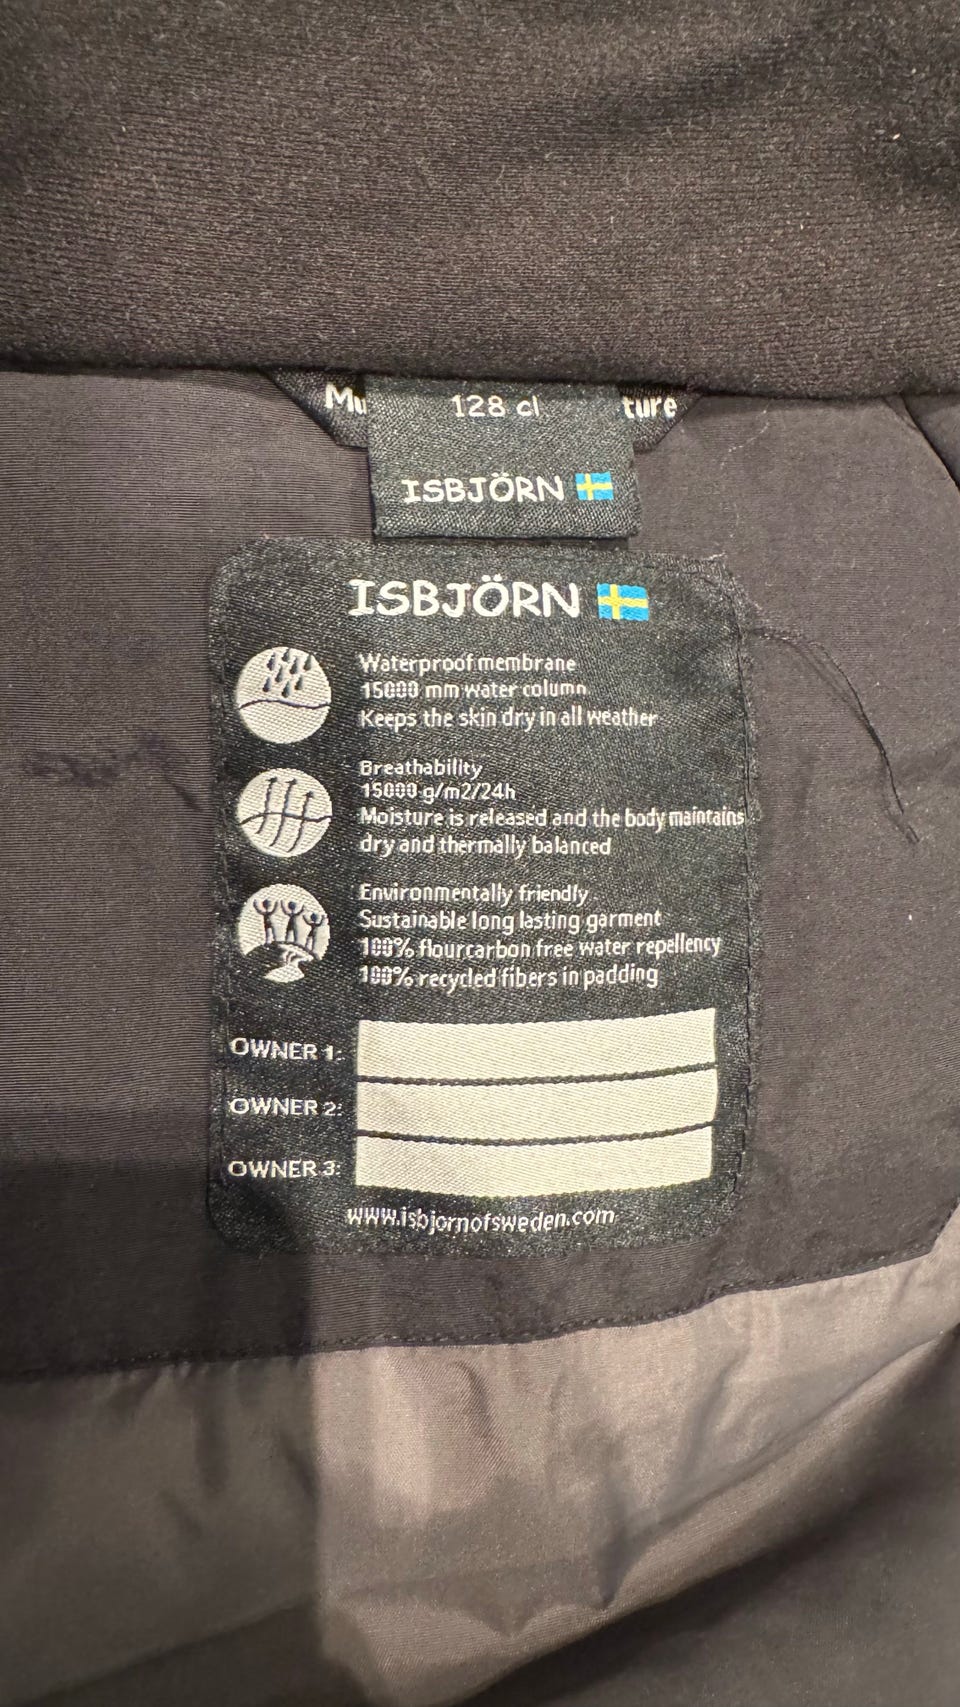 128 cl
ture
ISBJÖRN
ISBJÖRN
Waterproof membrane
15000 mm water column
Keeps the skin dry in all weather
Breathability
15000 g/m2/24h
Moisture is released and the body maintains
dry and thermally balanced
Environmentally friendly
Sustainable long lasting garment
100% flourcarbon free water repellency
100% recycled fibers in padding
OWNER 1:
OWNER 2:
OWNER 3:
www.isbjornofsweden.com